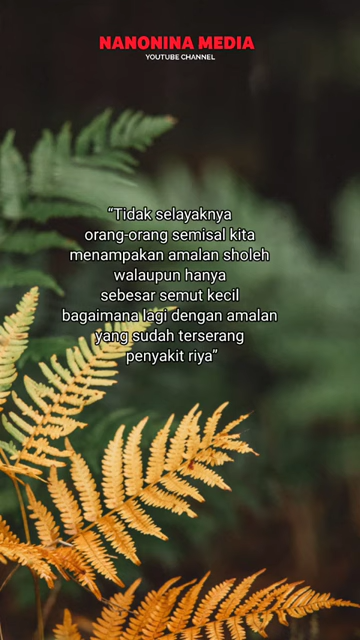 NANONINA MEDIA
YOUTUBE CHANNEL
“Tidak selayaknya
orang-orang semisal kita
menampakan amalan sholeh
walaupun hanya
sebesar semut kecil
bagaimana lagi dengan amalan
yang sudah terserang
penyakit riya”